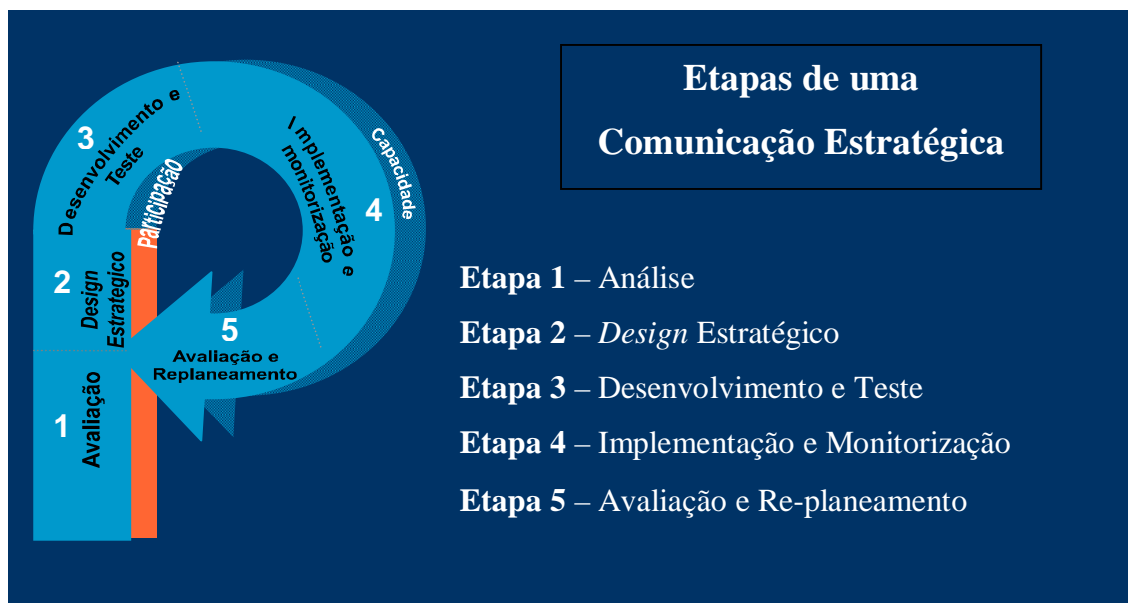 Etapas de uma
Comunicação Estratégica
3
Desenvolvimento e
Teste
Participação
Implementação e
monitorização
Capacidade
4
2
Design
Estrategico
5
Avaliação e
Replaneamento
1
Avaliação
Etapa 1 – Análise
Etapa 2 – Design Estratégico
Etapa 3 – Desenvolvimento e Teste
Etapa 4 – Implementação e Monitorização
Etapa 5 – Avaliação e Re-planeamento